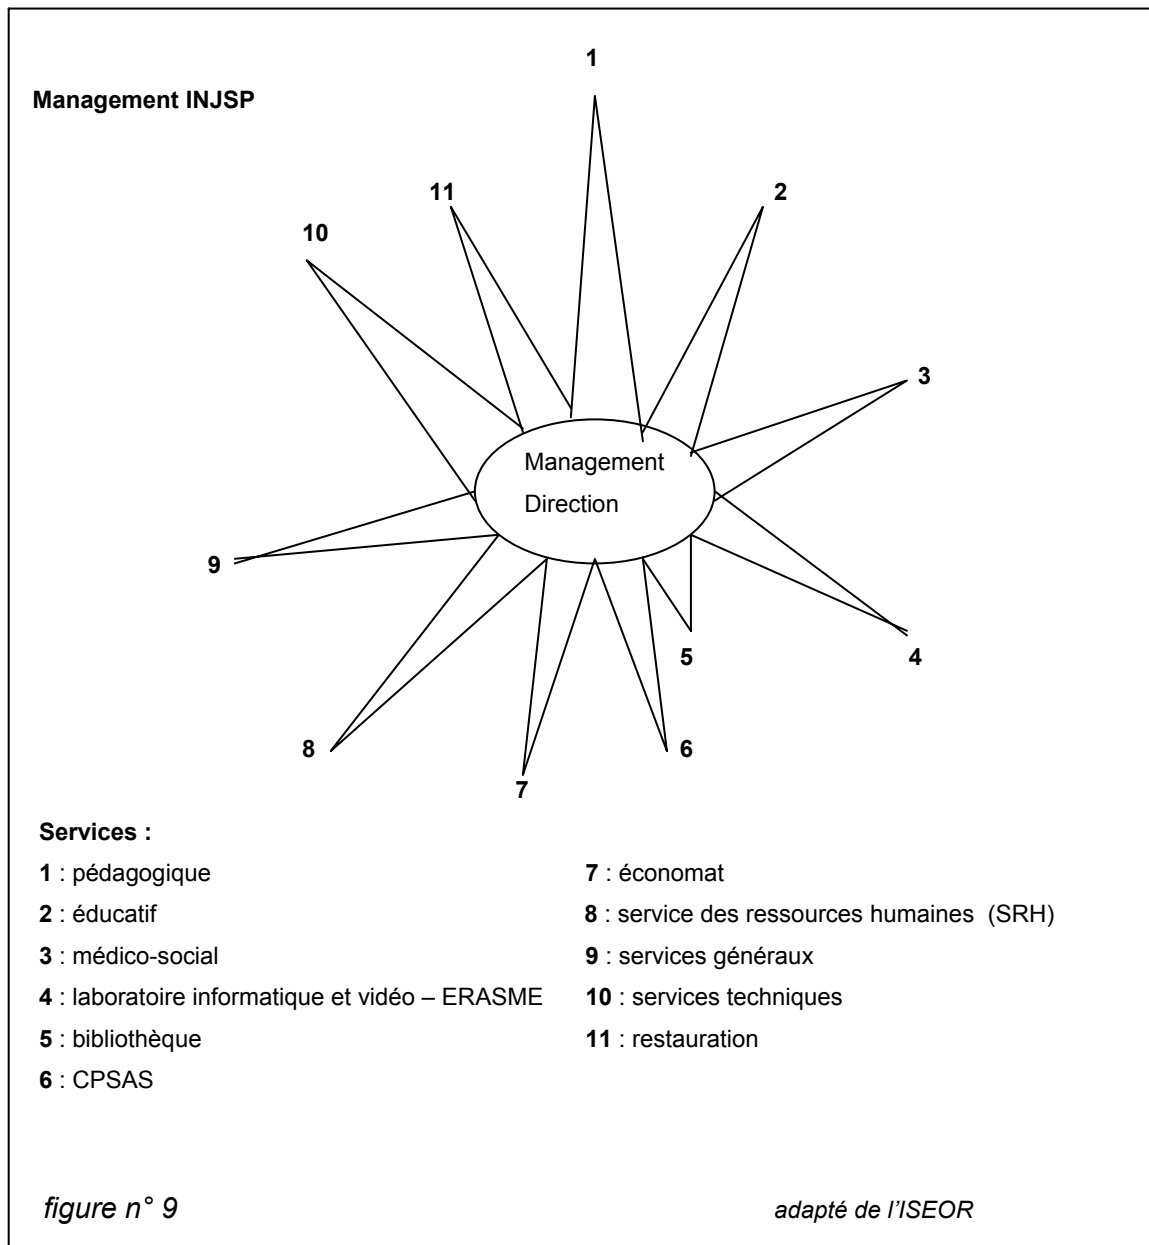 1
Management INJSP
11
2
10
3
Management
Direction
9
4
5
8
6
7
Services :
1 : pédagogique
2 : éducatif
3 : médico-social
4 : laboratoire informatique et vidéo – ERASME
5 : bibliothèque
6 : CPSAS
7 : économat
8 : service des ressources humaines (SRH)
9 : services généraux
10 : services techniques
11 : restauration
figure n° 9
adapté de l'ISEOR